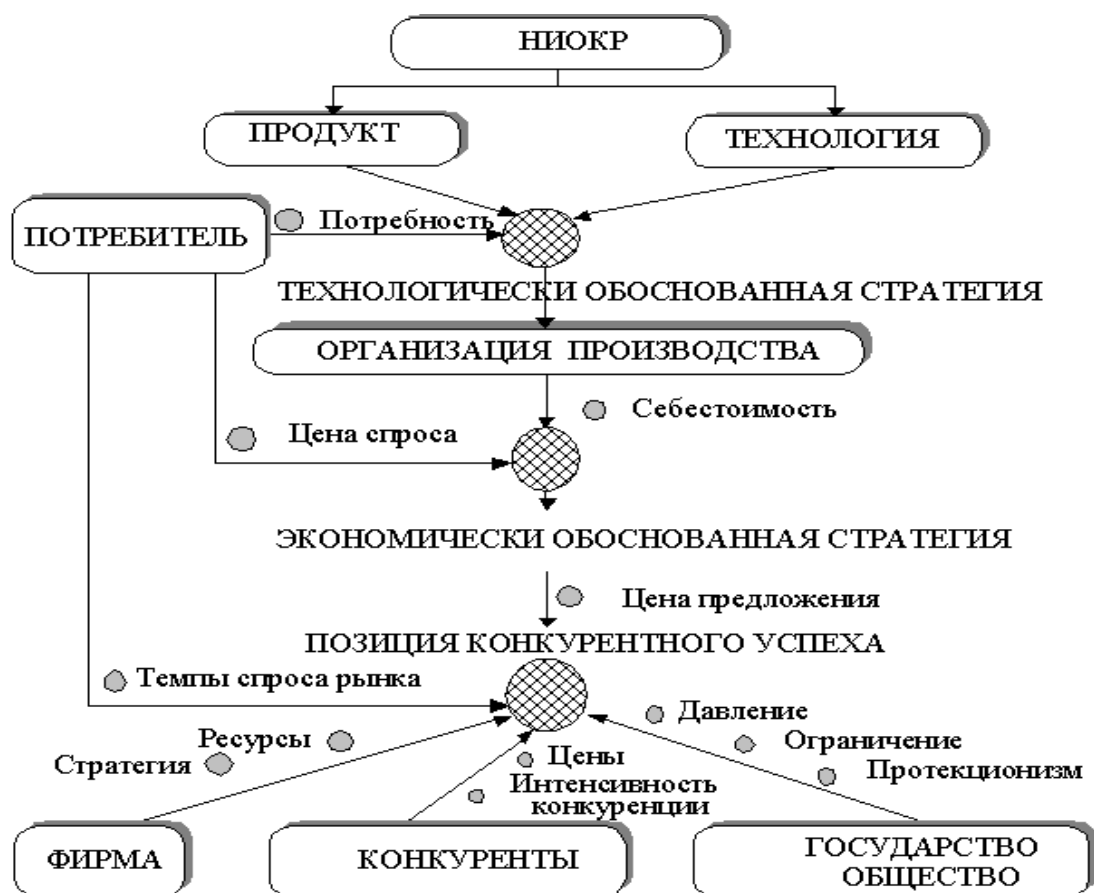 НИОКР
ПРОДУКТ
ТЕХНОЛОГИЯ
Потребность
ПОТРЕБИТЕЛЬ
ТЕХНОЛОГИЧЕСКИ ОБОСНОВАННАЯ СТРАТЕГИЯ
ОРГАНИЗАЦИЯ ПРОИЗВОДСТВА
Себестоимость
Цена спроса
ЭКОНОМИЧЕСКИ ОБОСНОВАННАЯ СТРАТЕГИЯ
Цена предложения
ПОЗИЦИЯ КОНКУРЕНТНОГО УСПЕХА
Темпы спроса рынка
Давление
Ресурсы
Ограничение
Стратегия
Цены
Протекционизм
Интенсивность
конкуренции
ФИРМА
КОНКУРЕНТЫ
ГОСУДАРСТВО
ОБЩЕСТВО